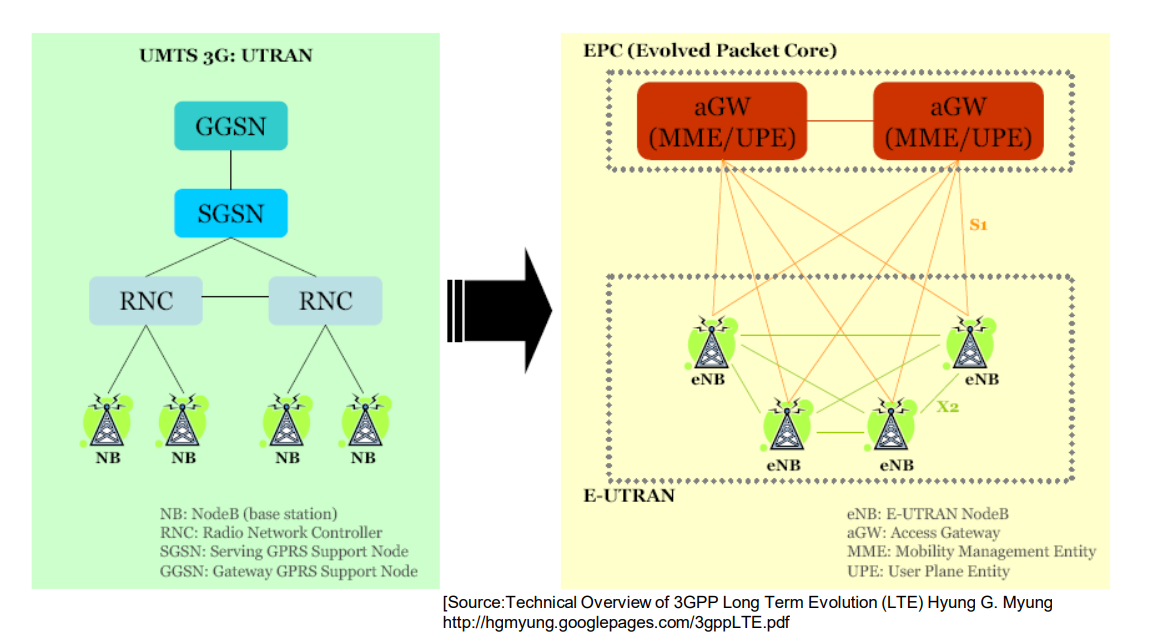 UMTS 3G: UTRAN
GGSN
SGSN
RNC
RNC
NB
NB
NB
NB
NB: NodeB (base station)
RNC: Radio Network Controller
SGSN: Serving GPRS Support Node
GGSN: Gateway GPRS Support Node
EPC (Evolved Packet Core)
aGW
(MME/UPE)
aGW
(MME/UPE)
S1
eNB
eNB
X2
eNB
eNB
E-UTRAN
eNB: E-UTRAN NodeB
aGW: Access Gateway
MME: Mobility Management Entity
UPE: User Plane Entity
[Source:Technical Overview of 3GPP Long Term Evolution (LTE) Hyung G. Myung
http://hgmyung.googlepages.com/3gppLTE.pdf